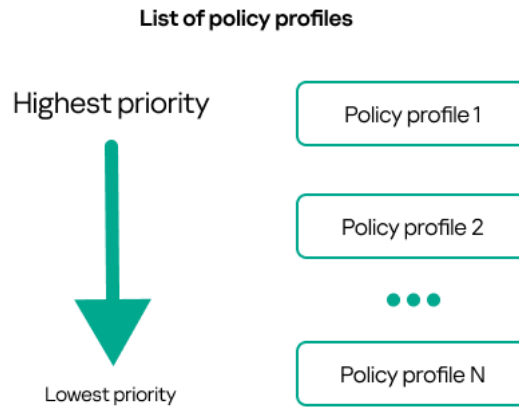 List of policy profiles
Highest priority
Policy profile 1
Policy profile 2
Policy profile N
Lowest priority